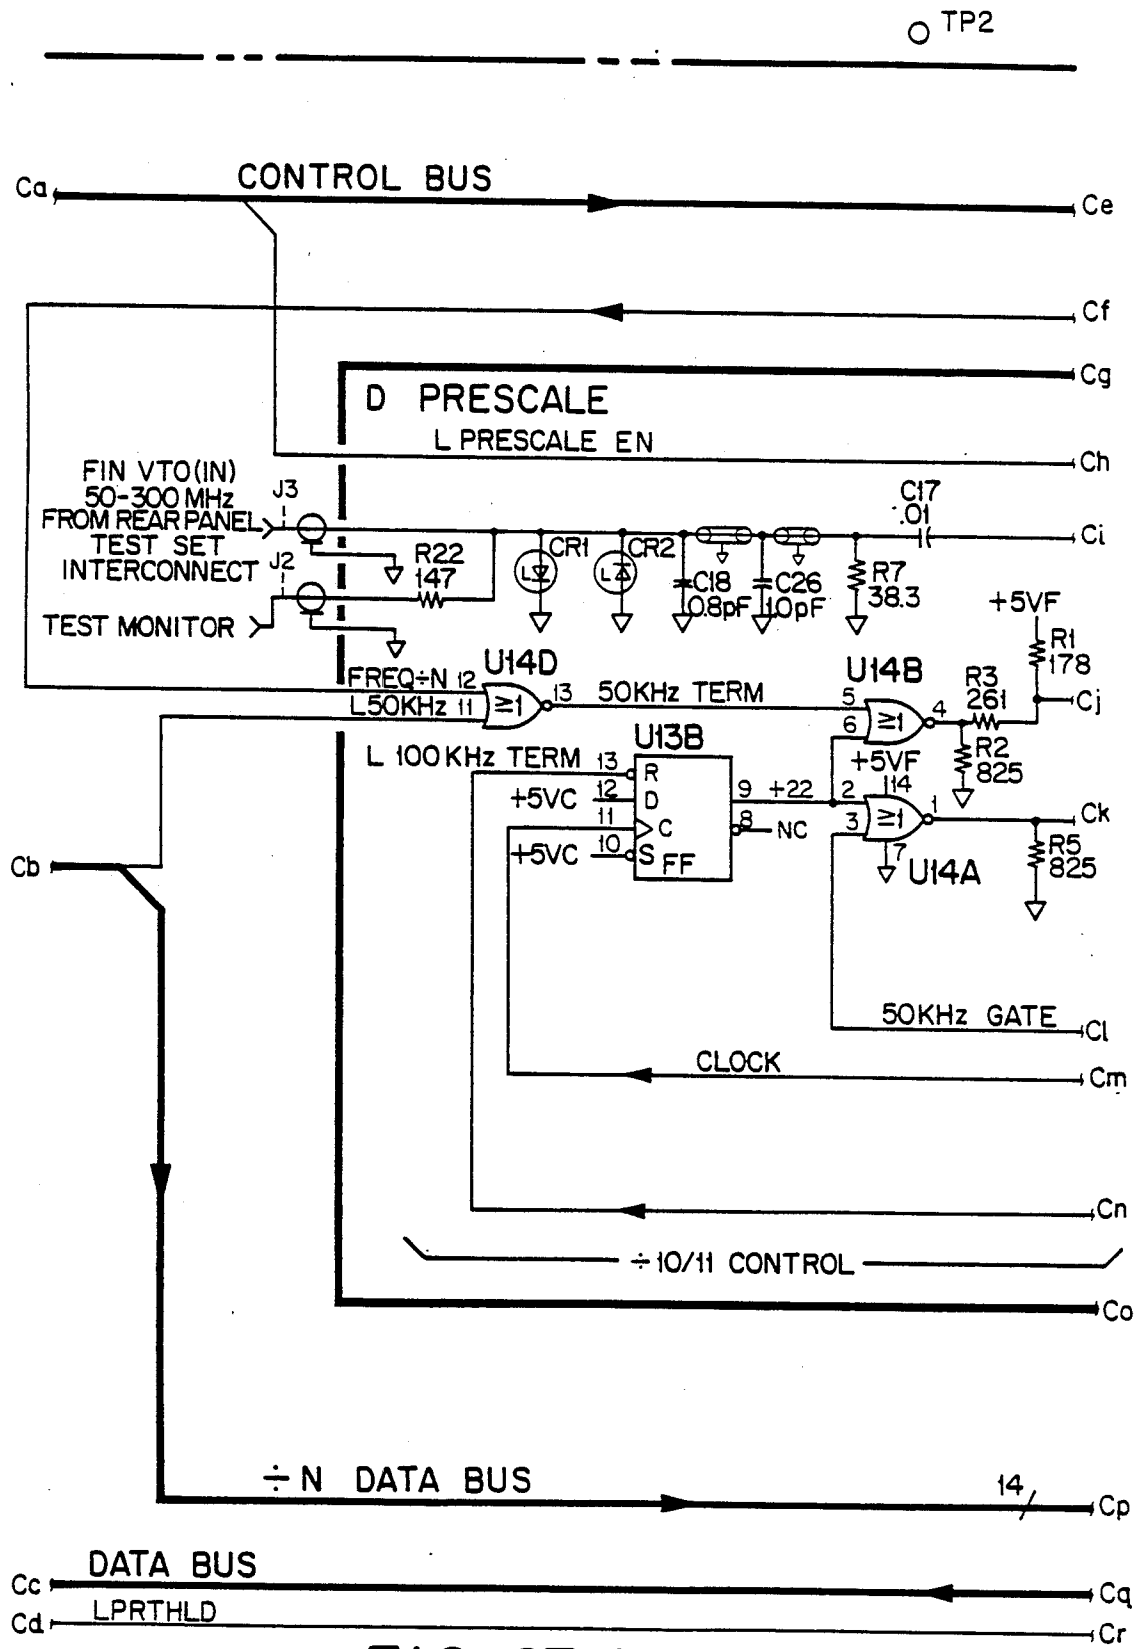 TP2
CONTROL BUS
Ca
Ce
Cf
Cg
D PRESCALE
L PRESCALE EN
Ch
FIN VTO(IN)
50-300 MHz
FROM REAR PANEL
TEST SET
INTERCONNECT
J3
J2
TEST MONITOR
R22
147
CR1
L
CR2
L
C18
0.8pF
C26
1.0pF
R7
38.3
C17
.01
Ci
+5VF
R1
178
Cj
U14D
FREQ÷N 12
L50KHz 11
≥1
13
50KHz TERM
U14B
5
6
≥1
4
R3
261
R2
825
U13B
L 100KHz TERM 13
R
+5VC 12
D
11
C
+5VC 10
S FF
9 +22
8 NC
+5VF
14
2
3
≥1
1
7
U14A
Ck
R5
825
Cb
50KHz GATE
Cl
CLOCK
Cm
Cn
÷10/11 CONTROL
Co
÷N DATA BUS
14
Cp
DATA BUS
Cc
Cq
LPRTHLD
Cd
Cr